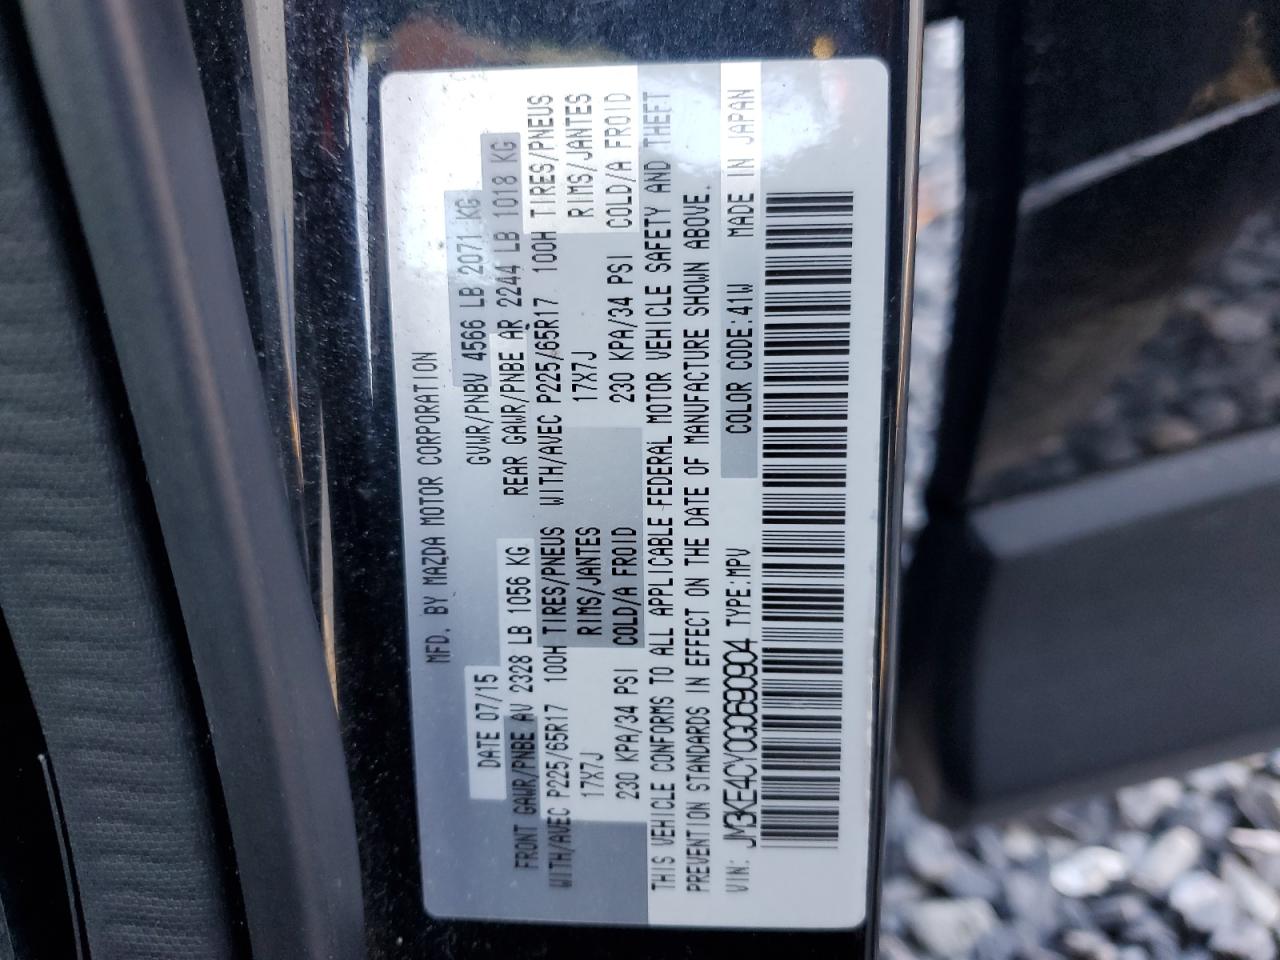 MFD. BY MAZDA MOTOR CORPORATION
DATE 07/15 GVWR/PNBV 4566 LB 2071 KG
FRONT GAWR/PNBE AV 2328 LB 1056 KG REAR GAWR/PNBE AR 2244 LB 1018 KG
WITH/AVEC P225/65R17 100H TIRES/PNEUS WITH/AVEC P225/65R17 100H TIRES/PNEUS
17X7J RIMS/JANTES 17X7J RIMS/JANTES
230 KPA/34 PSI COLD/A FROID 230 KPA/34 PSI COLD/A FROID
THIS VEHICLE CONFORMS TO ALL APPLICABLE FEDERAL MOTOR VEHICLE SAFETY AND THEFT
PREVENTION STANDARDS IN EFFECT ON THE DATE OF MANUFACTURE SHOWN ABOVE.
VIN: JM3KE4CY0G0690904 TYPE:MPV COLOR CODE:41W MADE IN JAPAN